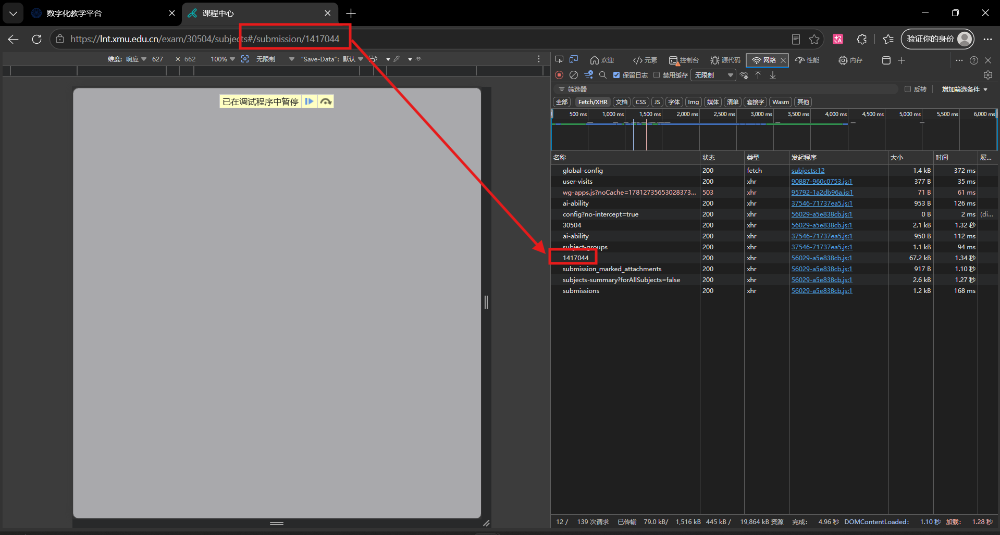 数字化教学平台
课程中心
https://lnt.xmu.edu.cn/exam/30504/subjects#/submission/1417044
验证你的身份
维度: 响应 627 × 662 100% 无限制 "Save-Data": 默认
欢迎 元素 控制台 源代码 网络 性能 内存
保留日志 禁用缓存 无限制
筛选器 反转 增加筛选条件
全部 Fetch/XHR 文档 CSS JS 字体 Img 媒体 清单 套接字 Wasm 其他
已在调试程序中暂停
500 ms 1,000 ms 1,500 ms 2,000 ms 2,500 ms 3,000 ms 3,500 ms 4,000 ms 4,500 ms 5,000 ms 5,500 ms 6,000 ms
名称 状态 类型 发起程序 大小 时间 履...
global-config 200 fetch subjects:12 1.4 kB 372 ms
user-visits 200 xhr 90887-960c0753.js:1 377 B 35 ms
wg-apps.js?noCache=17812735653028373... 503 xhr 95792-1a2db96a.js:1 71 B 61 ms
ai-ability 200 xhr 37546-71737ea5.js:1 953 B 126 ms
config?no-intercept=true 200 xhr 56029-a5e838cb.js:1 0 B 2 ms (di...
30504 200 xhr 56029-a5e838cb.js:1 2.1 kB 1.32 秒
ai-ability 200 xhr 37546-71737ea5.js:1 950 B 112 ms
subject-groups 200 xhr 37546-71737ea5.js:1 1.1 kB 94 ms
1417044 200 xhr 56029-a5e838cb.js:1 67.2 kB 1.34 秒
submission_marked_attachments 200 xhr 56029-a5e838cb.js:1 917 B 1.10 秒
subjects-summary?forAllSubjects=false 200 xhr 56029-a5e838cb.js:1 2.6 kB 1.27 秒
submissions 200 xhr 56029-a5e838cb.js:1 1.2 kB 168 ms
12 / 139 次请求 已传输 79.0 kB/ 1,516 kB 445 kB / 19,864 kB 资源 完成: 4.96 秒 DOMContentLoaded: 1.10 秒 加载: 1.28 秒